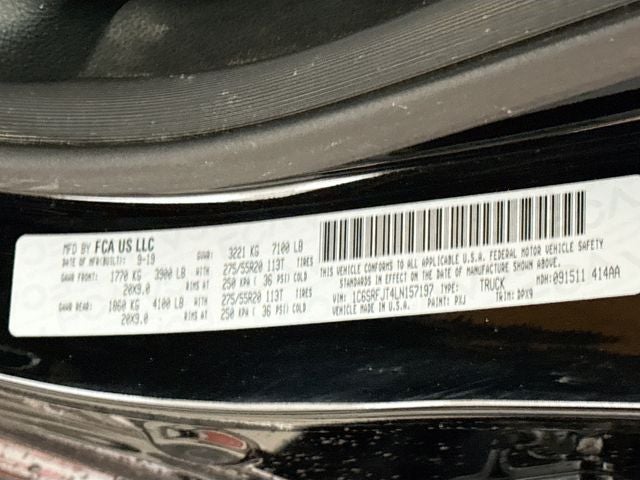 MFD BY FCA US LLC
DATE OF MFR(BUILT): 9-19 GVWR: 3221 KG 7100 LB
GAWR FRONT: 1770 KG 3900 LB WITH 275/55R20 113T TIRES
20X9.0 RIMS AT 250 KPA ( 36 PSI) COLD
GAWR REAR: 1860 KG 4100 LB WITH 275/55R20 113T TIRES
20X9.0 RIMS AT 250 KPA ( 36 PSI) COLD
THIS VEHICLE CONFORMS TO ALL APPLICABLE U.S.A. FEDERAL MOTOR VEHICLE SAFETY
STANDARDS IN EFFECT ON THE DATE OF MANUFACTURE SHOWN ABOVE.
MDH: 091511 414AA
VIN: 1C6SRFJT4LN157197 TYPE: TRUCK
VEHICLE MADE IN U.S.A. PAINT: PXJ TRIM: DPX9